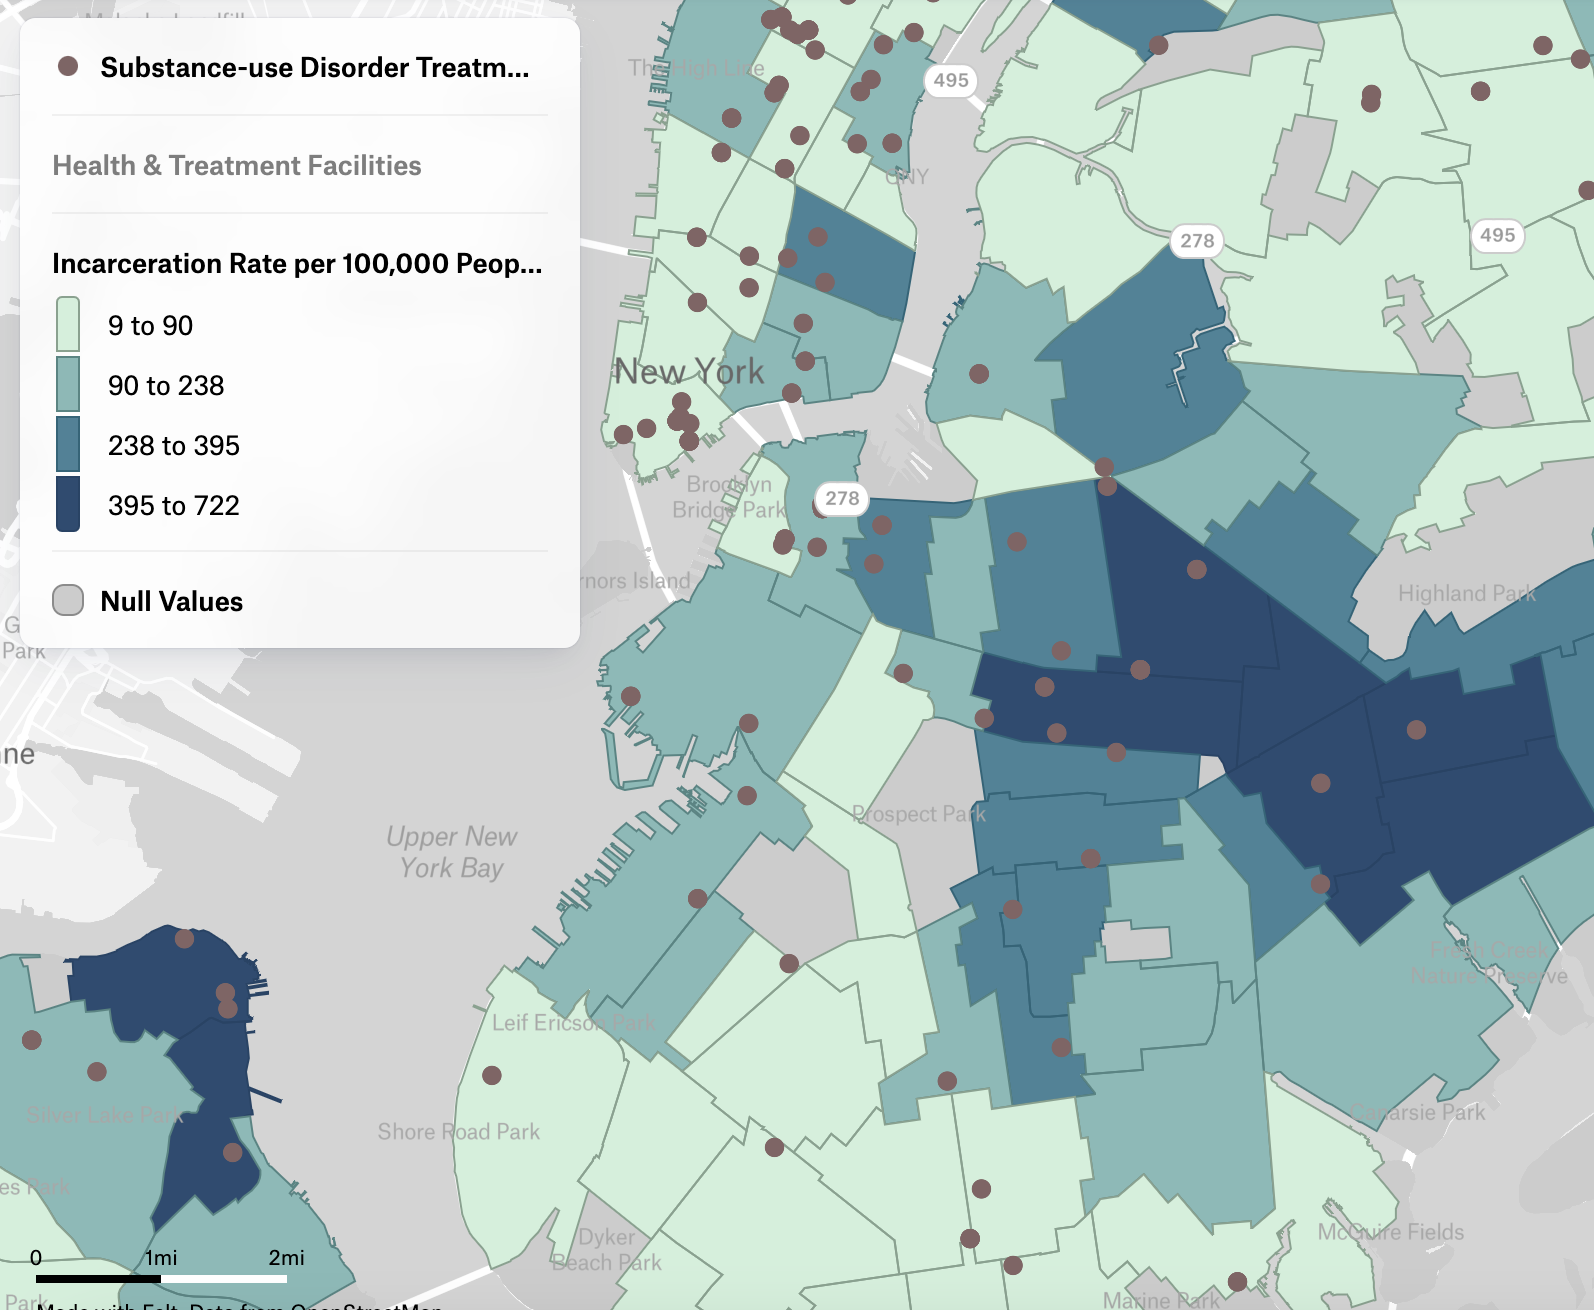 Substance-use Disorder Treatm...
Health & Treatment Facilities
Incarceration Rate per 100,000 Peop...
9 to 90
90 to 238
238 to 395
395 to 722
Null Values
The High Line
495
278
495
New York
Brooklyn
Bridge Park
278
nors Island
Highland Park
G
Park
ne
Upper New
York Bay
Prospect Park
Fresh Creek
Nature Preserve
Leif Ericson Park
Silver Lake Park
Shore Road Park
Canarsie Park
es Park
Dyker
Beach Park
McGuire Fields
Marine Park
0 1mi 2mi
Park
Made with Felt. Data from OpenStreetMap